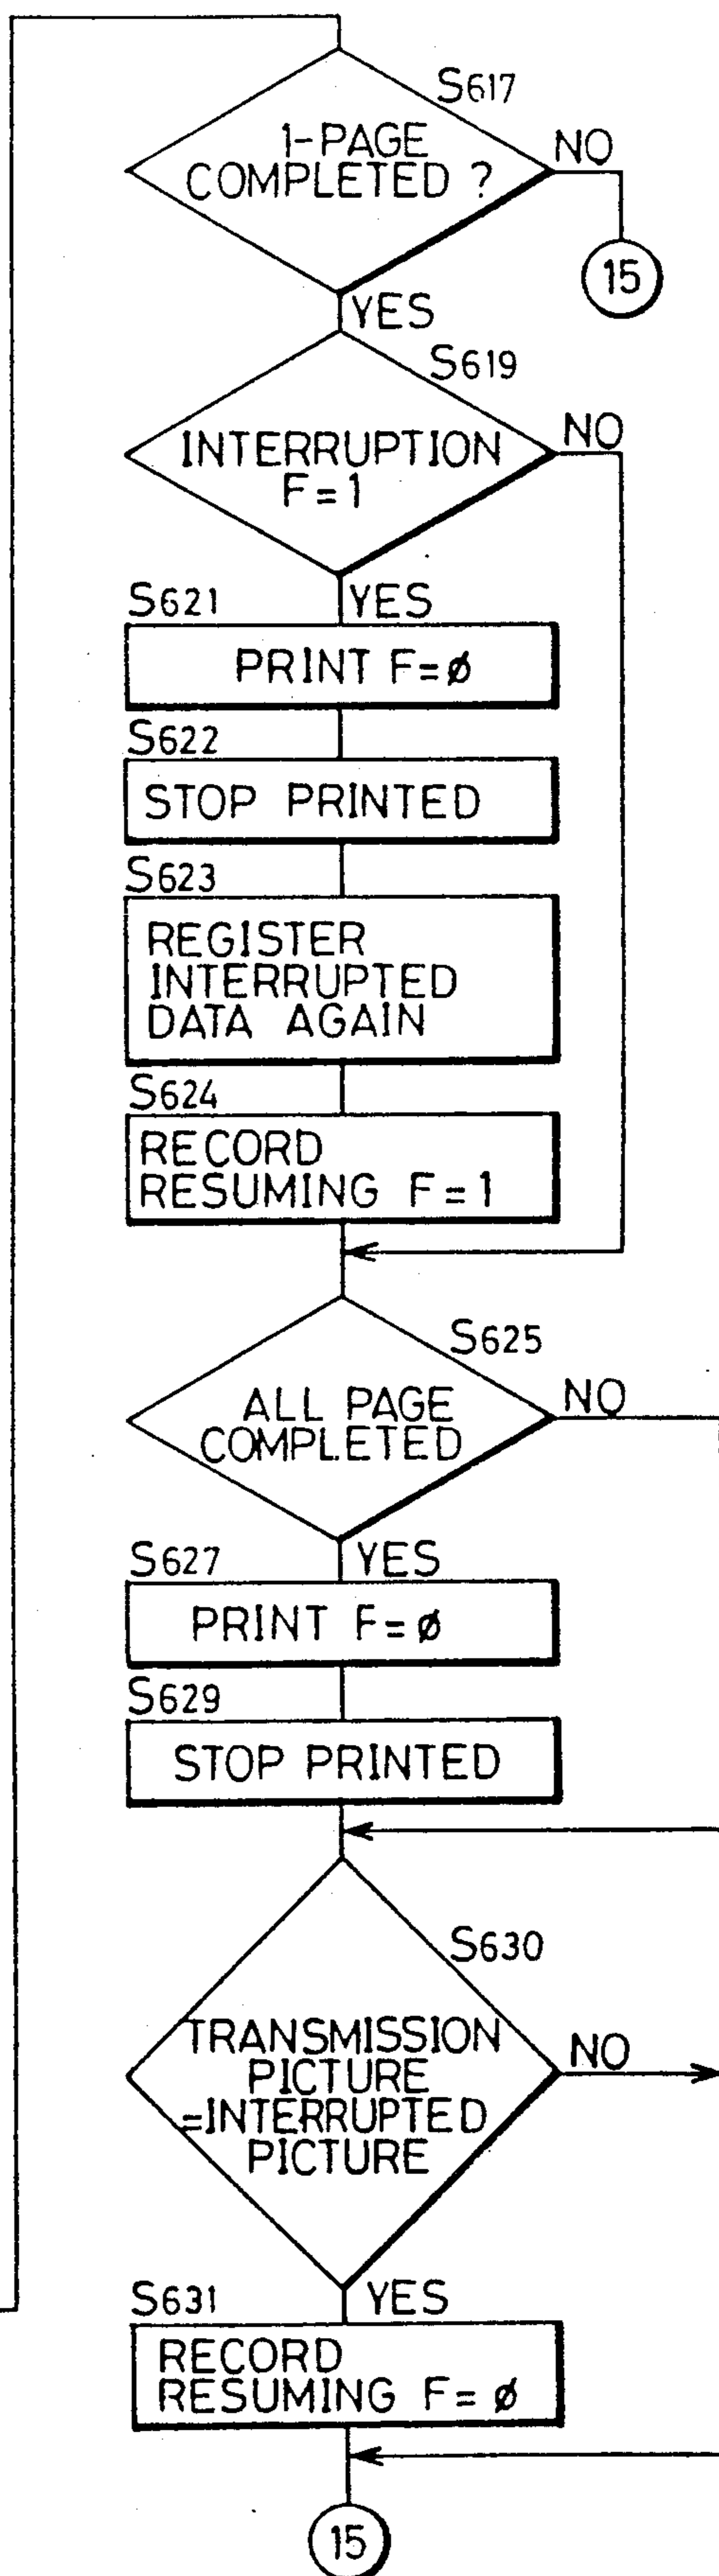 S617
1-PAGE
COMPLETED ?
NO
15
YES
S619
INTERRUPTION
F=1
NO
YES
S621
PRINT F=ø
S622
STOP PRINTED
S623
REGISTER
INTERRUPTED
DATA AGAIN
S624
RECORD
RESUMING F=1
S625
ALL PAGE
COMPLETED
NO
YES
S627
PRINT F=ø
S629
STOP PRINTED
S630
TRANSMISSION
PICTURE
=INTERRUPTED
PICTURE
NO
YES
S631
RECORD
RESUMING F=ø
15